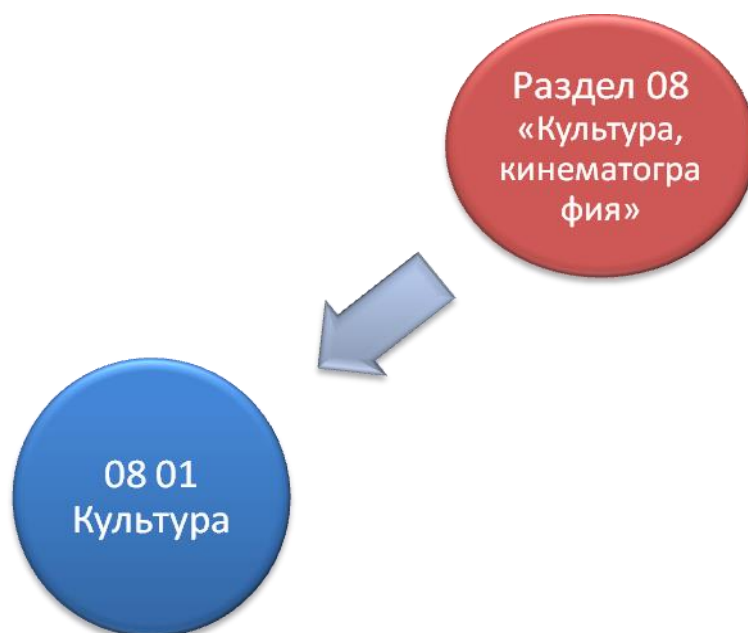 Раздел 08
«Культура,
кинематогра
фия»
08 01
Культура